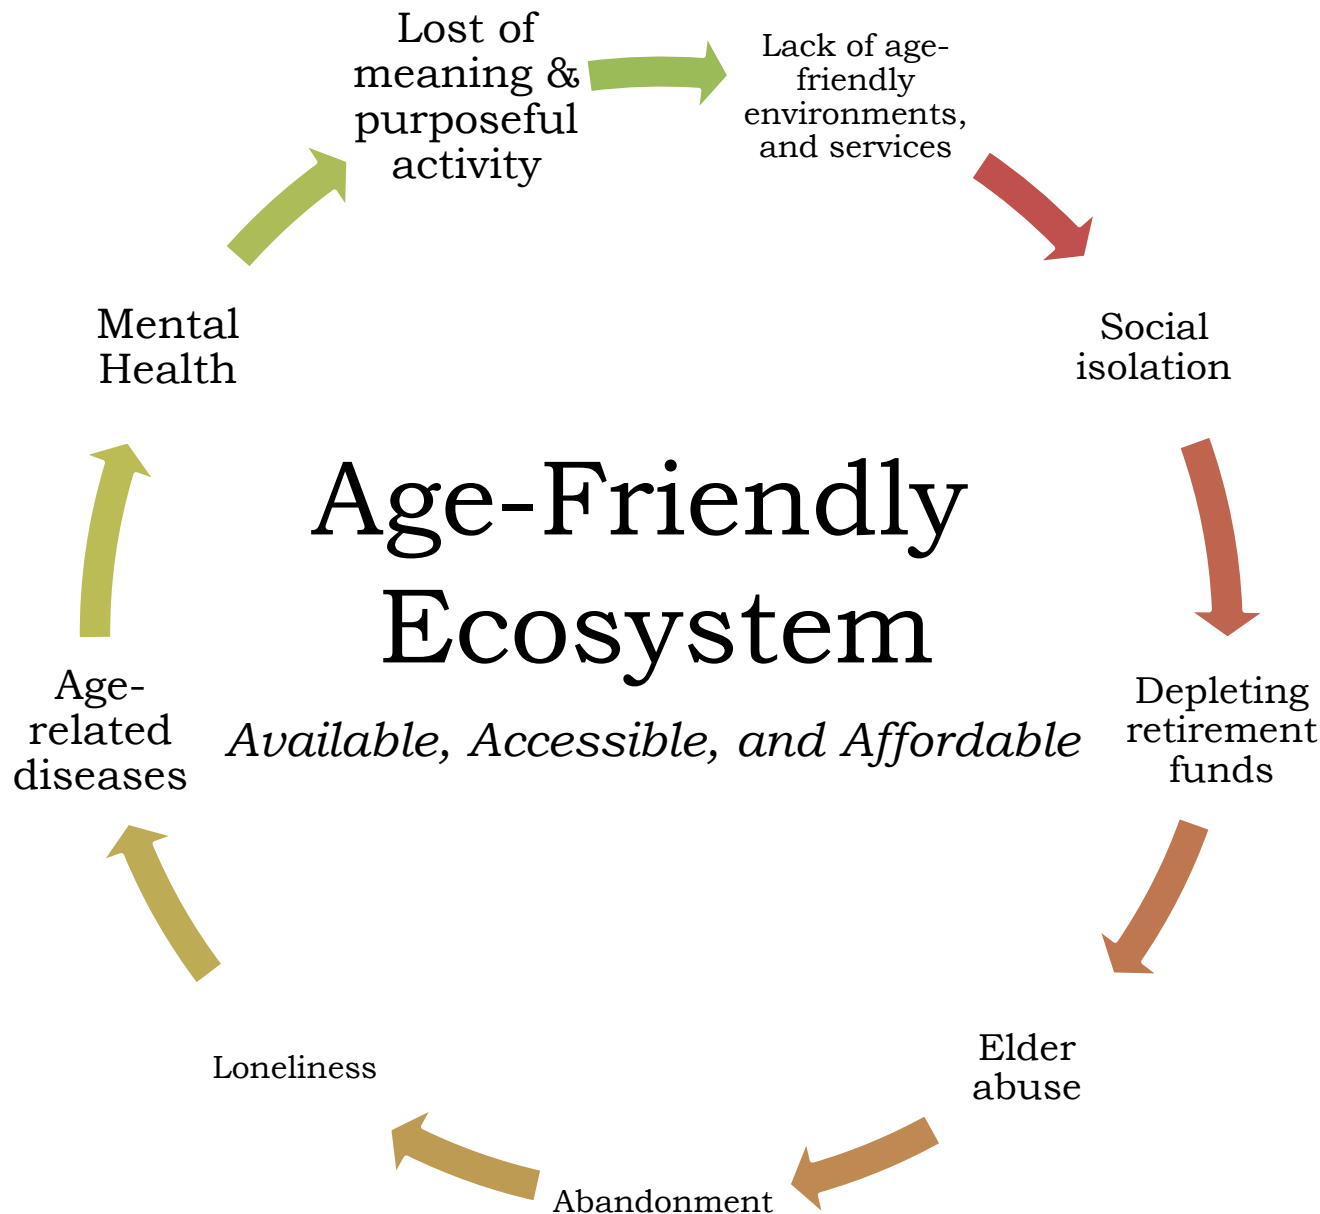 Lost of
meaning &
purposeful
activity
Lack of age-
friendly
environments,
and services
Social
isolation
Depleting
retirement
funds
Elder
abuse
Abandonment
Loneliness
Age-
related
diseases
Mental
Health
Age-Friendly
Ecosystem
Available, Accessible, and Affordable